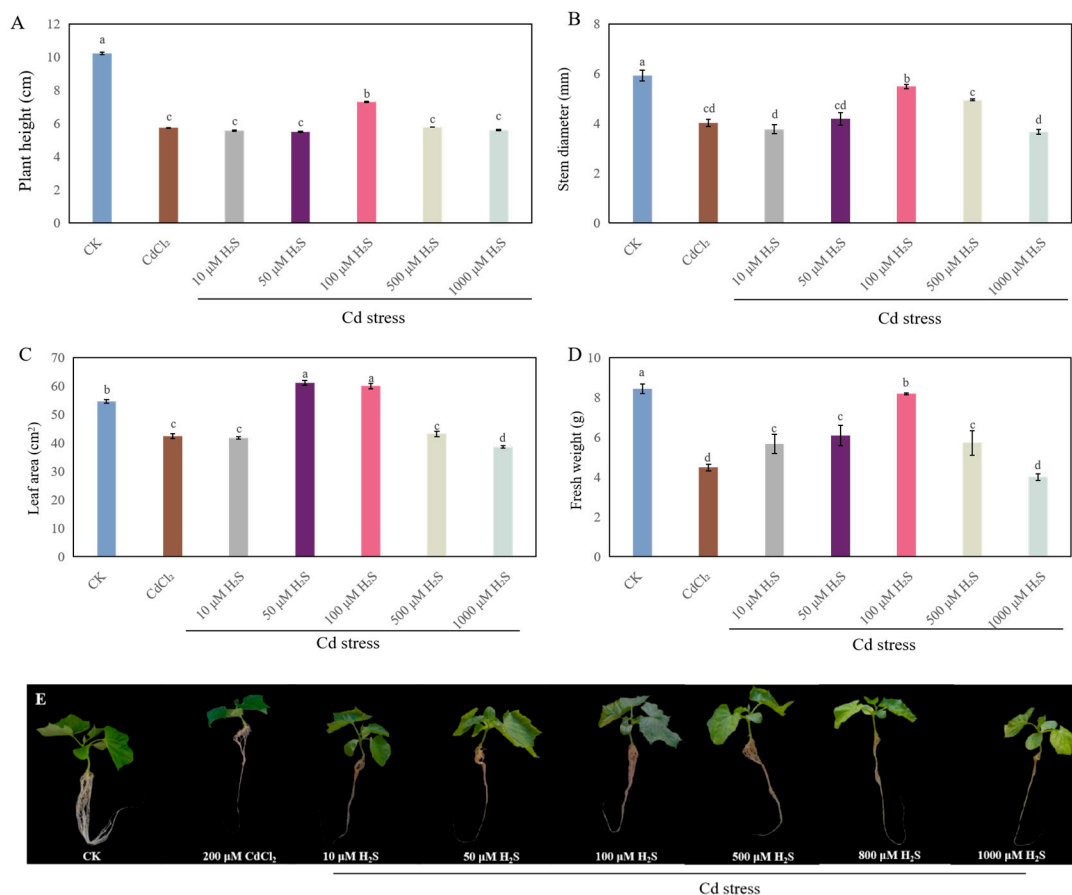 A
Plant height (cm)
12
10
8
6
4
2
0
a
c
c
c
b
c
c
CK
CdCl₂
10 μM H₂S
50 μM H₂S
100 μM H₂S
500 μM H₂S
1000 μM H₂S
Cd stress
B
Stem diameter (mm)
8
6
4
2
0
a
cd
d
cd
b
c
d
CK
CdCl₂
10 μM H₂S
50 μM H₂S
100 μM H₂S
500 μM H₂S
1000 μM H₂S
Cd stress
C
Leaf area (cm²)
70
60
50
40
30
20
10
0
b
c
c
a
a
c
d
CK
CdCl₂
10 μM H₂S
50 μM H₂S
100 μM H₂S
500 μM H₂S
1000 μM H₂S
Cd stress
D
Fresh weight (g)
10
8
6
4
2
0
a
d
c
c
b
c
d
CK
CdCl₂
10 μM H₂S
50 μM H₂S
100 μM H₂S
500 μM H₂S
1000 μM H₂S
Cd stress
E
CK
200 μM CdCl₂
10 μM H₂S
50 μM H₂S
100 μM H₂S
500 μM H₂S
800 μM H₂S
1000 μM H₂S
Cd stress